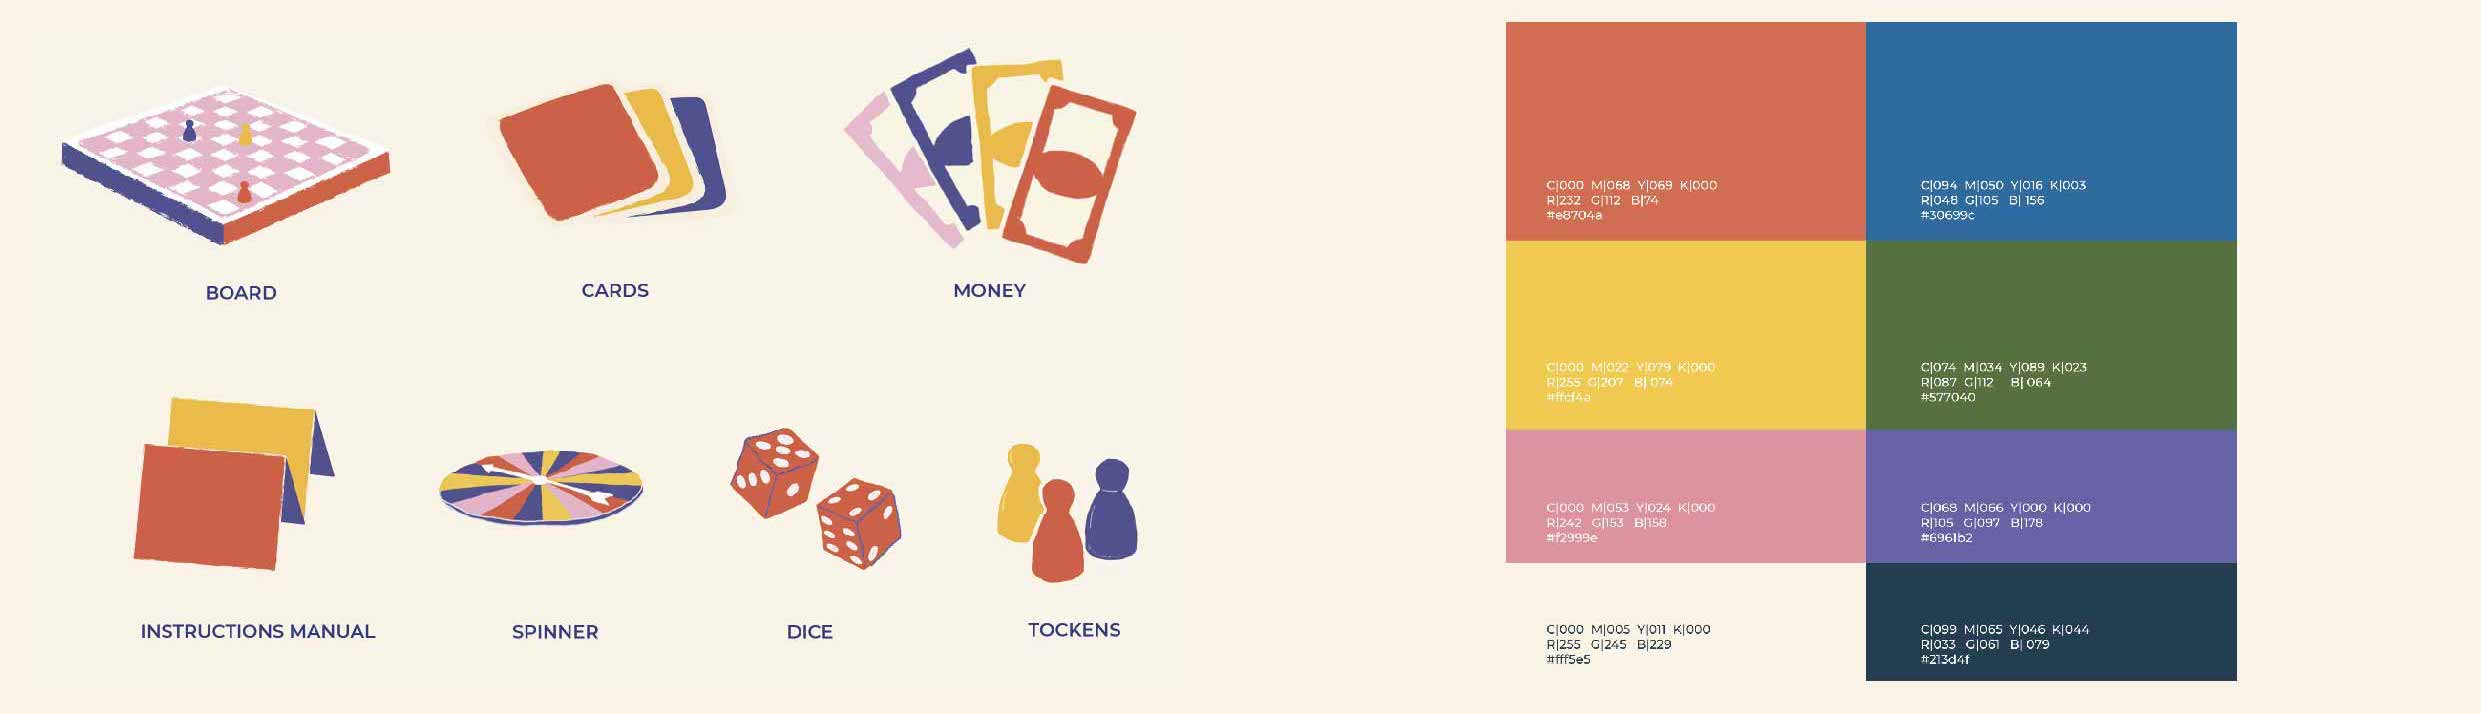 BOARD
CARDS
MONEY
INSTRUCTIONS MANUAL
SPINNER
DICE
TOCKENS
C|000 M|068 Y|069 K|000
R|232 G|112 B|74
#e8704a
C|094 M|050 Y|016 K|003
R|048 G|105 B| 156
#30699c
C|000 M|022 Y|079 K|000
R|255 G|207 B| 074
#ffcf4a
C|074 M|034 Y|089 K|023
R|087 G|112 B| 064
#577040
C|000 M|053 Y|024 K|000
R|242 G|153 B|158
#f2999e
C|068 M|066 Y|000 K|000
R|105 G|097 B|178
#6961b2
C|000 M|005 Y|011 K|000
R|255 G|245 B|229
#fff5e5
C|099 M|065 Y|046 K|044
R|033 G|061 B| 079
#213d4f